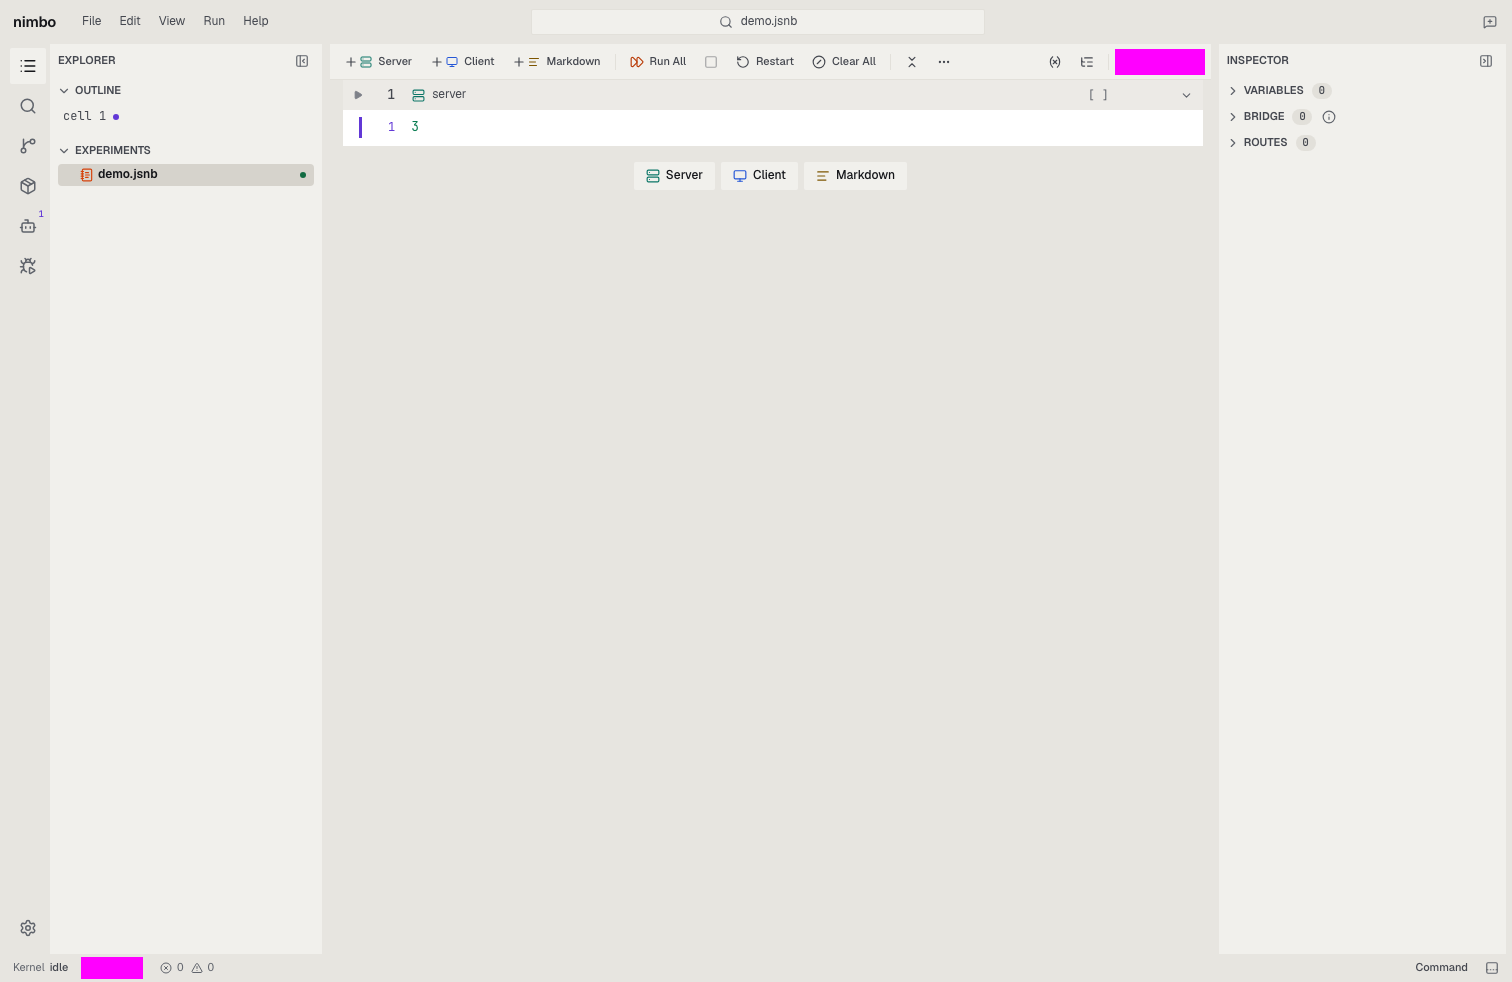 nimbo File Edit View Run Help demo.jsnb
EXPLORER
OUTLINE
cell 1
EXPERIMENTS
demo.jsnb
1
Server Client Markdown Run All Restart Clear All
1 server [ ]
1 3
Server Client Markdown
INSPECTOR
VARIABLES 0
BRIDGE 0
ROUTES 0
Kernel idle 0 0 Command